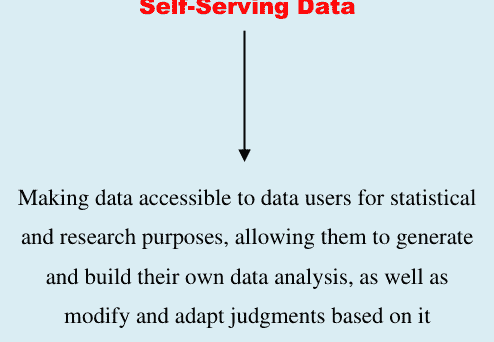 Self-Serving Data
Making data accessible to data users for statistical
and research purposes, allowing them to generate
and build their own data analysis, as well as
modify and adapt judgments based on it